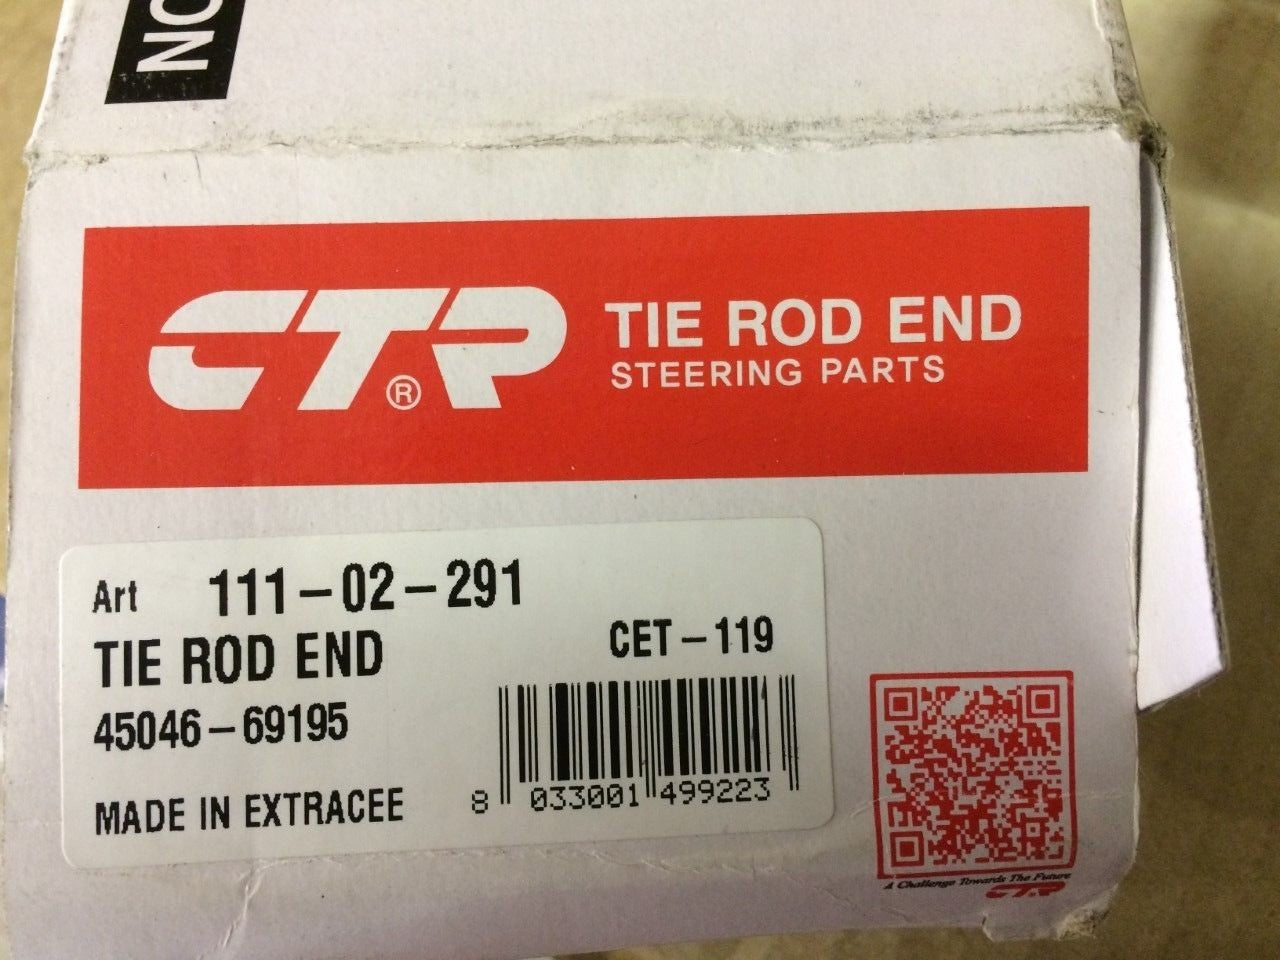 NO
CTR®
TIE ROD END
STEERING PARTS
Art 111-02-291
TIE ROD END
CET-119
45046-69195
MADE IN EXTRACEE
8 033001 499223
A Challenge Towards The Future
CTR